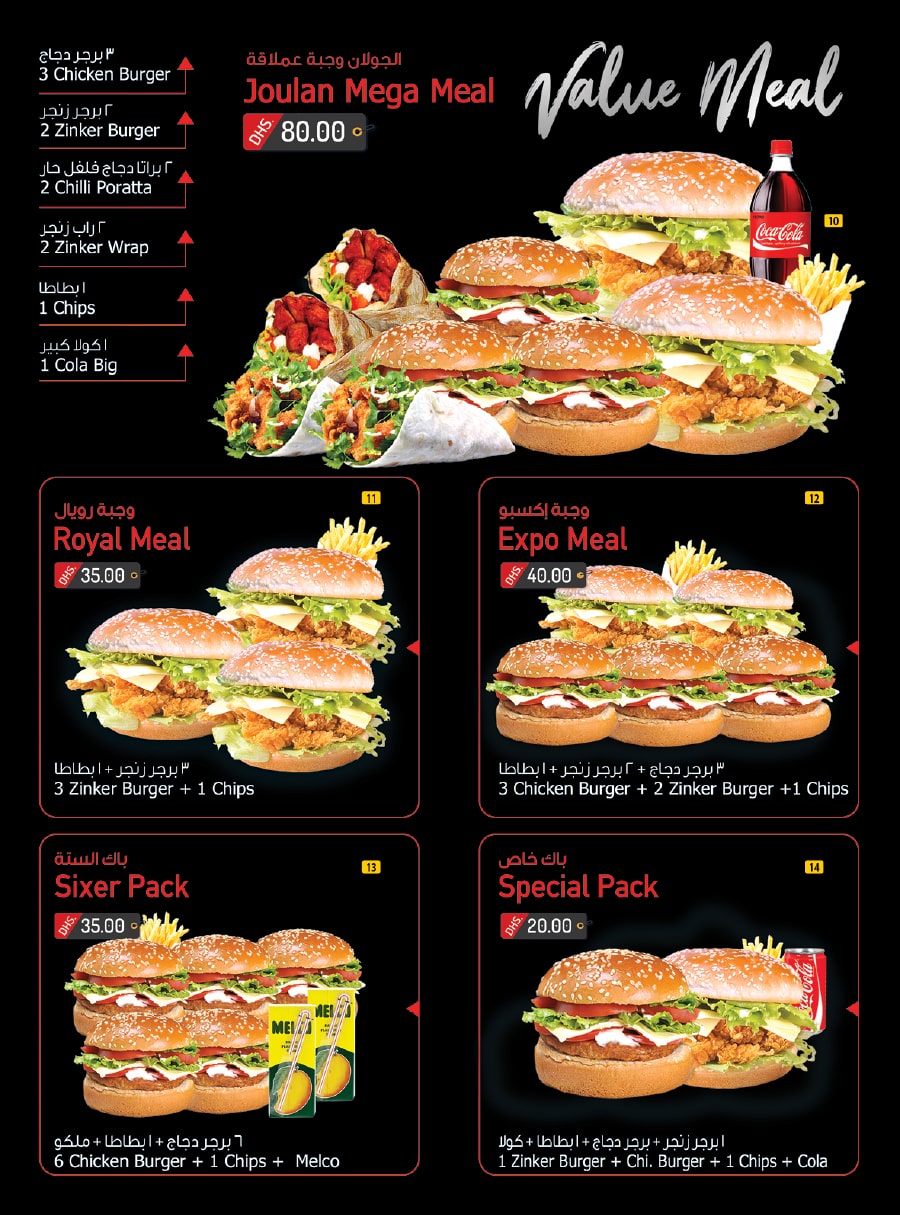 ٣ برجر دجاج
3 Chicken Burger
٢ برجر زنجر
2 Zinker Burger
٢ براتا دجاج فلفل حار
2 Chilli Poratta
٢ راب زنجر
2 Zinker Wrap
١ بطاطا
1 Chips
١ كولا كبير
1 Cola Big
الجولان وجبة عملاقة
Joulan Mega Meal
DHS. 80.00
Value Meal
Coca-Cola
10
11
وجبة رويال
Royal Meal
DHS. 35.00
٣ برجر زنجر + ١ بطاطا
3 Zinker Burger + 1 Chips
12
وجبة إكسبو
Expo Meal
DHS. 40.00
٣ برجر دجاج + ٢ برجر زنجر + ١ بطاطا
3 Chicken Burger + 2 Zinker Burger +1 Chips
باك الستة
13
Sixer Pack
DHS. 35.00
٦ برجر دجاج + ١ بطاطا + ملكو
6 Chicken Burger + 1 Chips + Melco
باك خاص
14
Special Pack
DHS. 20.00
Coca-Cola
١ برجر زنجر + برجر دجاج + ١ بطاطا + كولا
1 Zinker Burger + Chi. Burger + 1 Chips + Cola